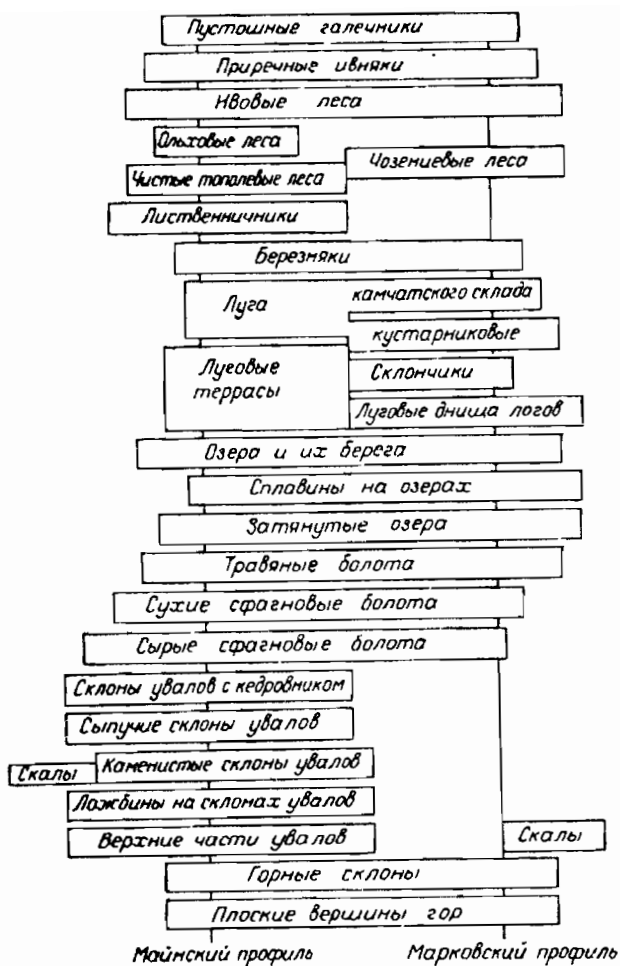 Пустошные галечники
Приречные ивняки
Ивовые леса
Ольховые леса
Чозениевые леса
Чистые тополевые леса
Лиственничники
Березняки
Луга
камчатского склада
кустарниковые
Луговые
террасы
Склончики
Луговые днища логов
Озера и их берега
Сплавины на озерах
Затянутые озера
Травяные болота
Сухие сфагновые болота
Сырые сфагновые болота
Склоны увалов с кедровником
Сыпучие склоны увалов
Скалы
Каменистые склоны увалов
Ложбины на склонах увалов
Верхние части увалов
Скалы
Горные склоны
Плоские вершины гор
Майнский профиль
Марковский профиль